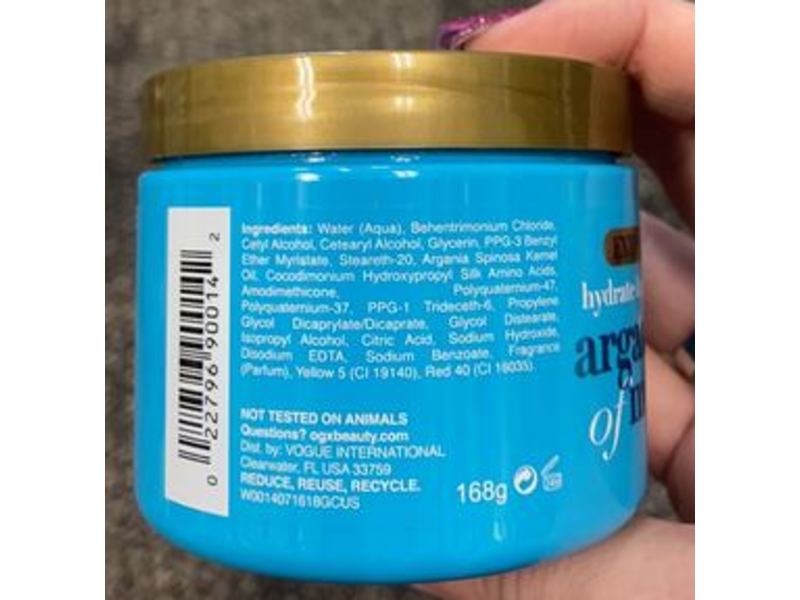 Ingredients: Water (Aqua), Behentrimonium Chloride,
Cetyl Alcohol, Cetearyl Alcohol, Glycerin, PPG-3 Benzyl
Ether Myristate, Steareth-20, Argania Spinosa Kernel
Oil, Cocodimonium Hydroxypropyl Silk Amino Acids,
Amodimethicone, Polyquaternium-47,
Polyquaternium-37, PPG-1 Trideceth-6, Propylene
Glycol Dicaprylate/Dicaprate, Glycol Distearate,
Isopropyl Alcohol, Citric Acid, Sodium Hydroxide,
Disodium EDTA, Sodium Benzoate, Fragrance
(Parfum), Yellow 5 (CI 19140), Red 40 (CI 16035).
NOT TESTED ON ANIMALS
Questions? ogxbeauty.com
Dist. by: VOGUE INTERNATIONAL
Clearwater, FL USA 33759
REDUCE, REUSE, RECYCLE.
W0014071618GCUS
168g
0 22796 90014 2
hydrate
arga
of